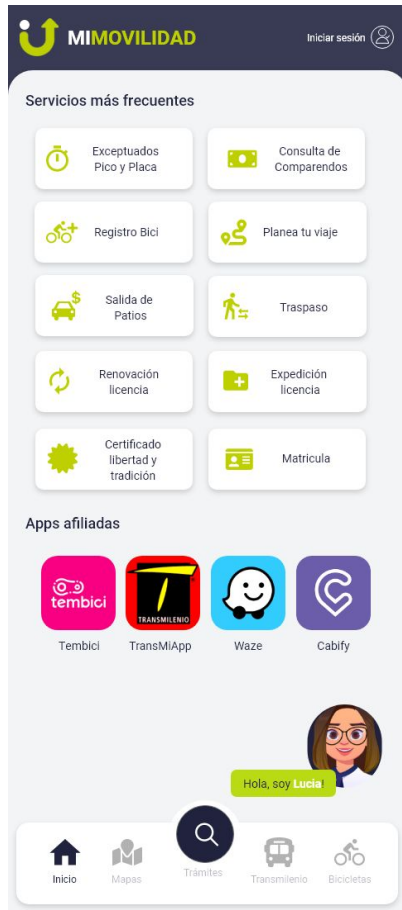 MIMOVILIDAD
Iniciar sesión
Servicios más frecuentes
Exceptuados
Pico y Placa
Consulta de
Comparendos
Registro Bici
Planea tu viaje
$
Salida de
Patios
Traspaso
Renovación
licencia
Expedición
licencia
Certificado
libertad y
tradición
Matricula
Apps afiliadas
tembici
TRANSMILENIO
Tembici
TransMiApp
Waze
Cabify
Hola, soy Lucia!
Inicio
Mapas
Trámites
Transmilenio
Bicicletas